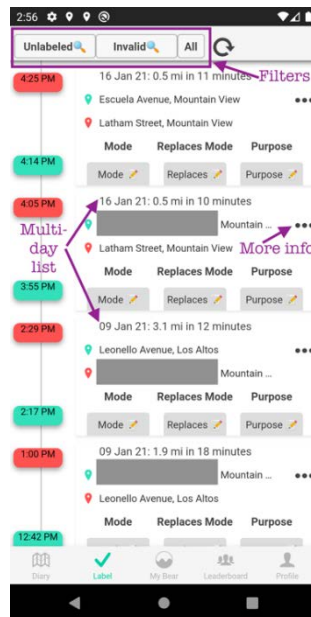 2:56
Unlabeled Invalid All
Filters
4:25 PM
16 Jan 21: 0.5 mi in 11 minutes
Escuela Avenue, Mountain View
Latham Street, Mountain View
Mode Replaces Mode Purpose
4:14 PM
Mode Replaces Purpose
4:05 PM
16 Jan 21: 0.5 mi in 10 minutes
Mountain ...
Multi-
day
list
Latham Street, Mountain View
More info
Mode Replaces Mode Purpose
3:55 PM
Mode Replaces Purpose
2:29 PM
09 Jan 21: 3.1 mi in 12 minutes
Leonello Avenue, Los Altos
Mountain ...
Mode Replaces Mode Purpose
2:17 PM
Mode Replaces Purpose
1:00 PM
09 Jan 21: 1.9 mi in 18 minutes
Mountain ...
Leonello Avenue, Los Altos
Mode Replaces Mode Purpose
12:42 PM
Mode Replaces Purpose
Diary Label My Bear Leaderboard Profile